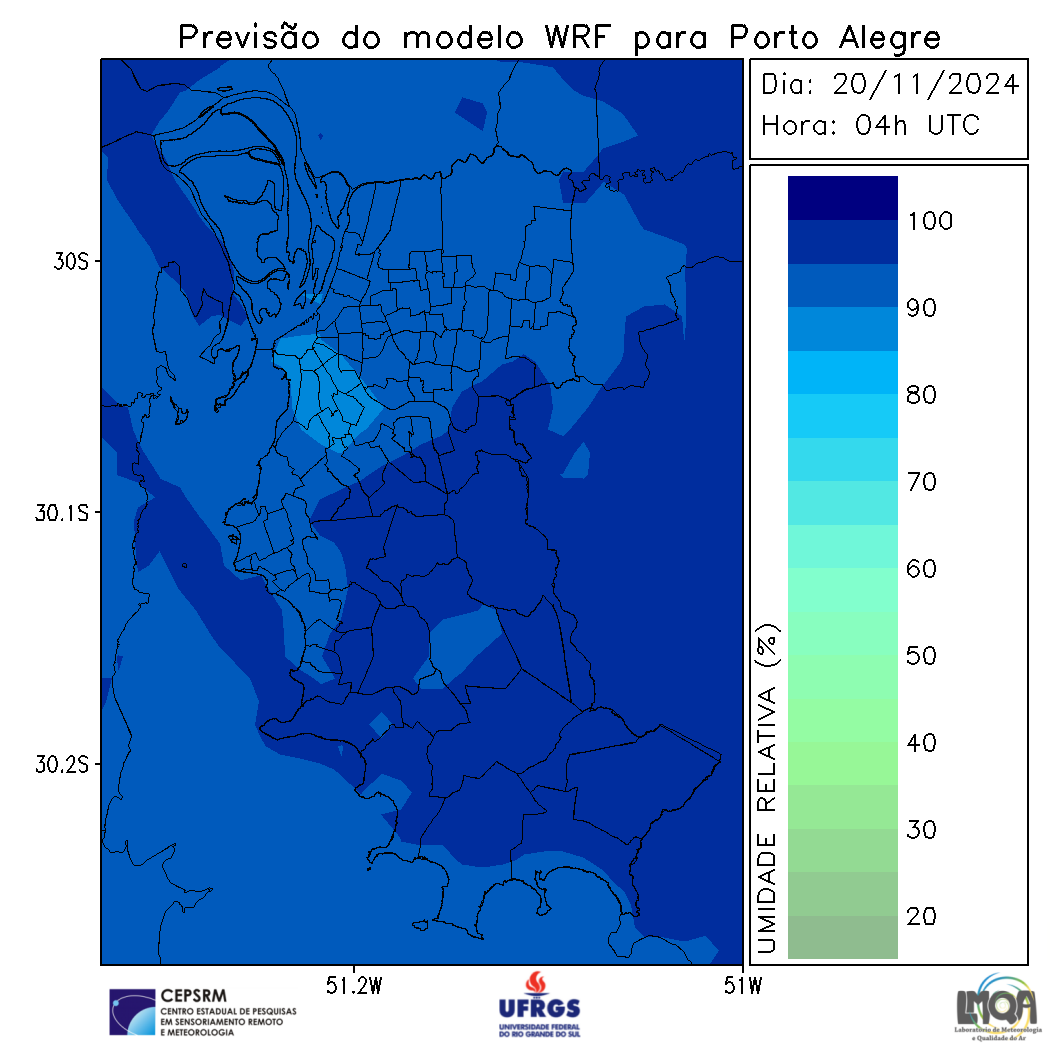 Previsão do modelo WRF para Porto Alegre
Dia: 20/11/2024
Hora: 04h UTC
30S
30.1S
30.2S
51.2W
51W
UMIDADE RELATIVA (%)
100
90
80
70
60
50
40
30
20
CEPSRM
CENTRO ESTADUAL DE PESQUISAS
EM SENSORIAMENTO REMOTO
E METEOROLOGIA
UFRGS
UNIVERSIDADE FEDERAL
DO RIO GRANDE DO SUL
LMQA
Laboratório de Meteorologia
e Qualidade do Ar